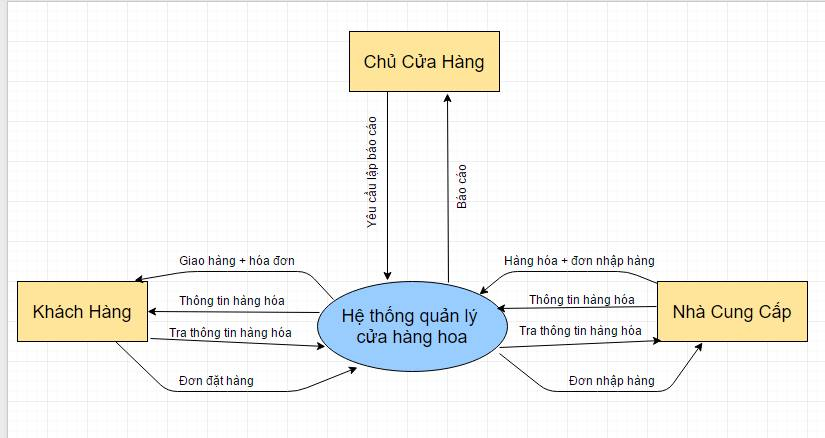 Chủ Cửa Hàng
Yêu cầu lập báo cáo
Báo cáo
Giao hàng + hóa đơn
Hàng hóa + đơn nhập hàng
Khách Hàng
Thông tin hàng hóa
Hệ thống quản lý
cửa hàng hoa
Thông tin hàng hóa
Nhà Cung Cấp
Tra thông tin hàng hóa
Tra thông tin hàng hóa
Đơn đặt hàng
Đơn nhập hàng